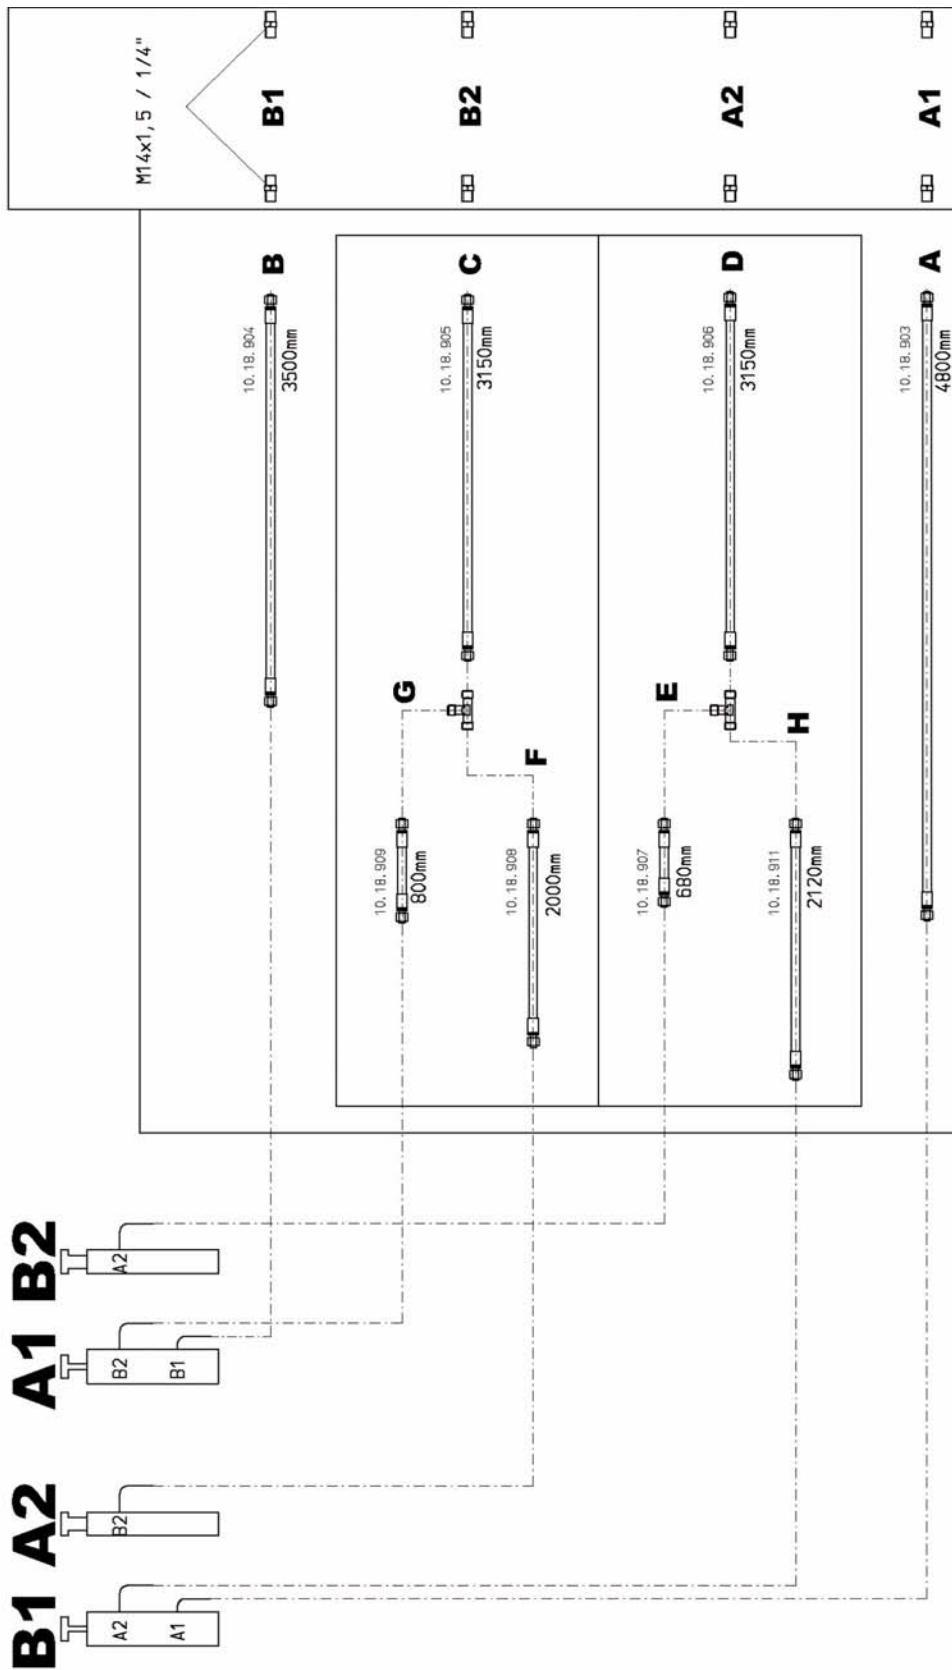 M14x1,5 / 1/4"
B1
B2
A2
A1
B
10.18.904
3500mm
C
10.18.905
3150mm
D
10.18.906
3150mm
A
10.18.903
4800mm
G
10.18.909
800mm
F
10.18.908
2000mm
E
10.18.907
680mm
H
10.18.911
2120mm
B2
A2
A1
B2
B1
A2
B2
B1
A2
A1